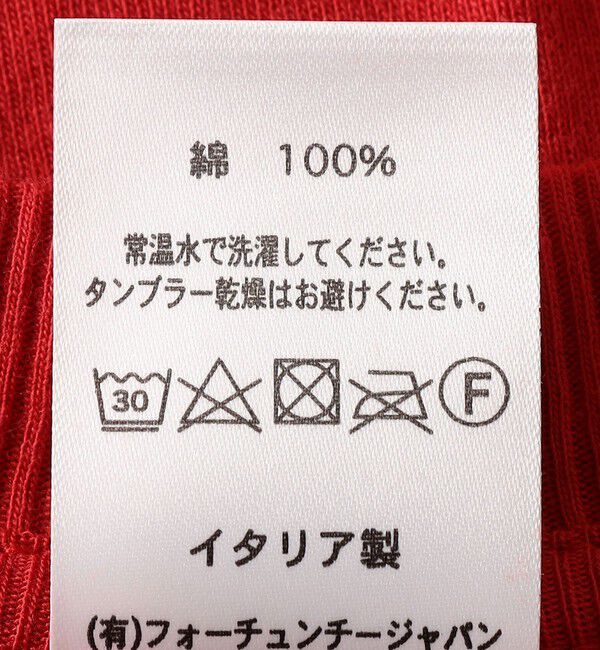 綿 100%
常温水で洗濯してください。
タンブラー乾燥はお避けください。
30 F
イタリア製
(有)フォーチュンチージャパン